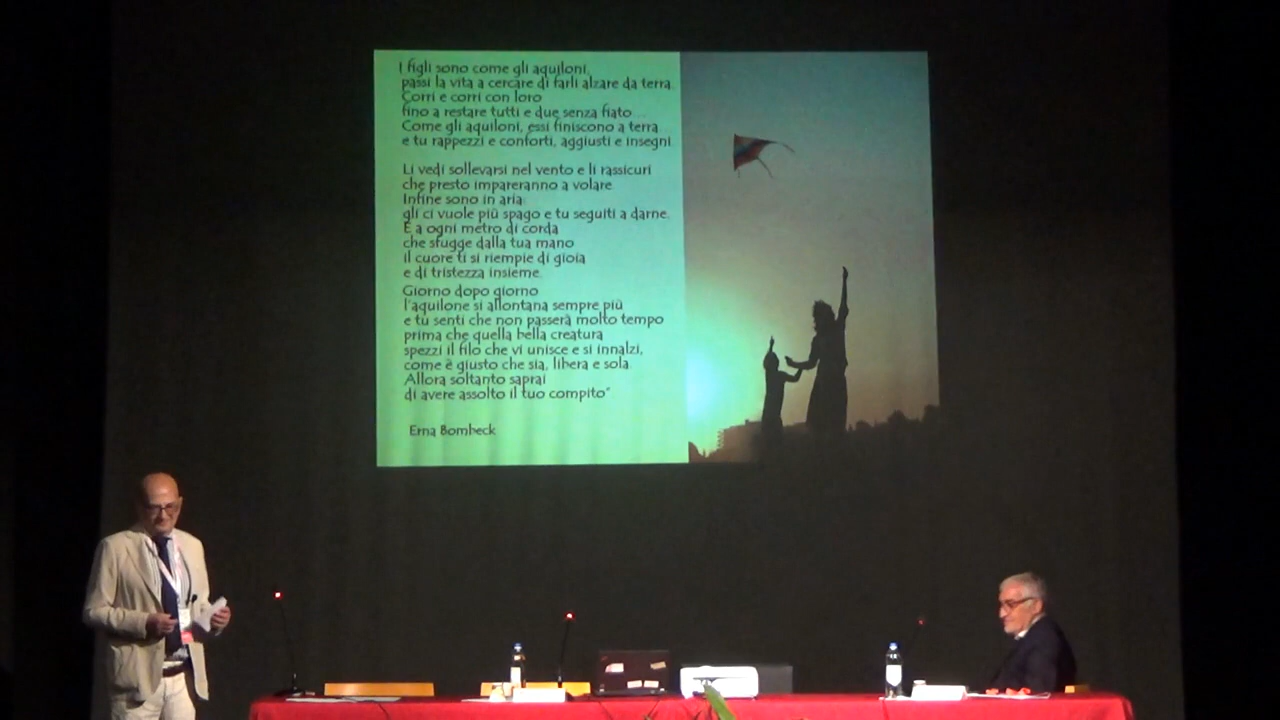 I figli sono come gli aquiloni,
passi la vita a cercare di farli alzare da terra.
Corri e corri con loro
fino a restare tutti e due senza fiato…
Come gli aquiloni, essi finiscono a terra…
e tu rappezzi e conforti, aggiusti e insegni.
Li vedi sollevarsi nel vento e li rassicuri
che presto impareranno a volare.
Infine sono in aria:
gli ci vuole più spago e tu seguiti a darne.
E a ogni metro di corda
che sfugge dalla tua mano
il cuore ti si riempie di gioia
e di tristezza insieme.
Giorno dopo giorno
l'aquilone si allontana sempre più
e tu senti che non passerà molto tempo
prima che quella bella creatura
spezzi il filo che vi unisce e si innalzi,
come è giusto che sia, libera e sola.
Allora soltanto saprai
di avere assolto il tuo compito"
Erna Bombeck